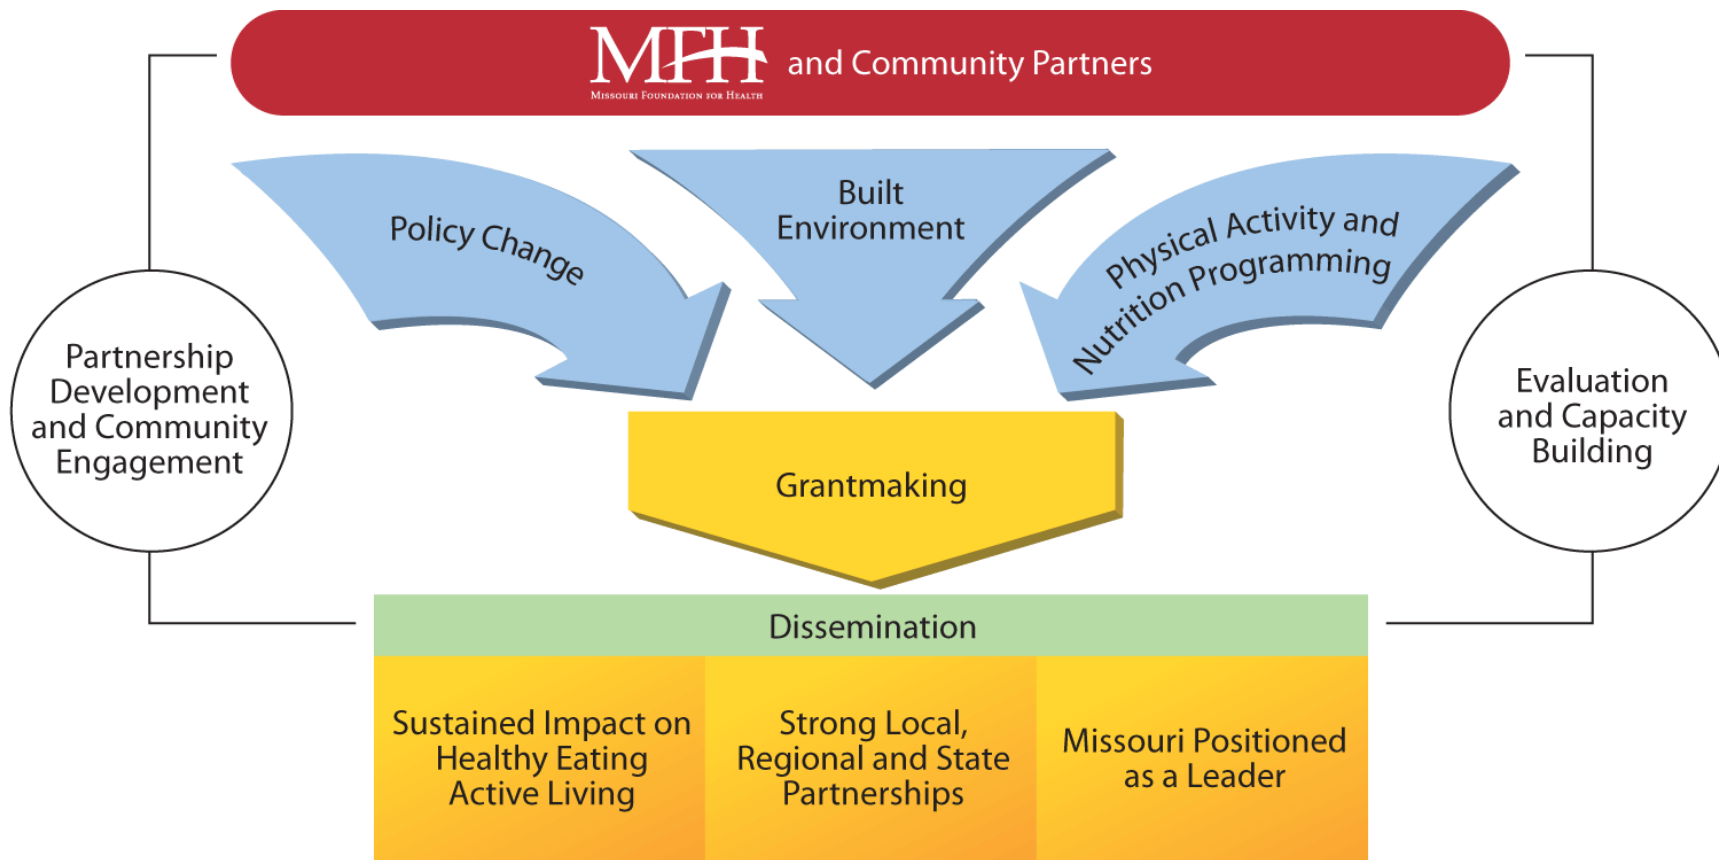 MFH
MISSOURI FOUNDATION FOR HEALTH
and Community Partners
Policy Change
Built
Environment
Physical Activity and
Nutrition Programming
Partnership
Development
and Community
Engagement
Evaluation
and Capacity
Building
Grantmaking
Dissemination
Sustained Impact on
Healthy Eating
Active Living
Strong Local,
Regional and State
Partnerships
Missouri Positioned
as a Leader